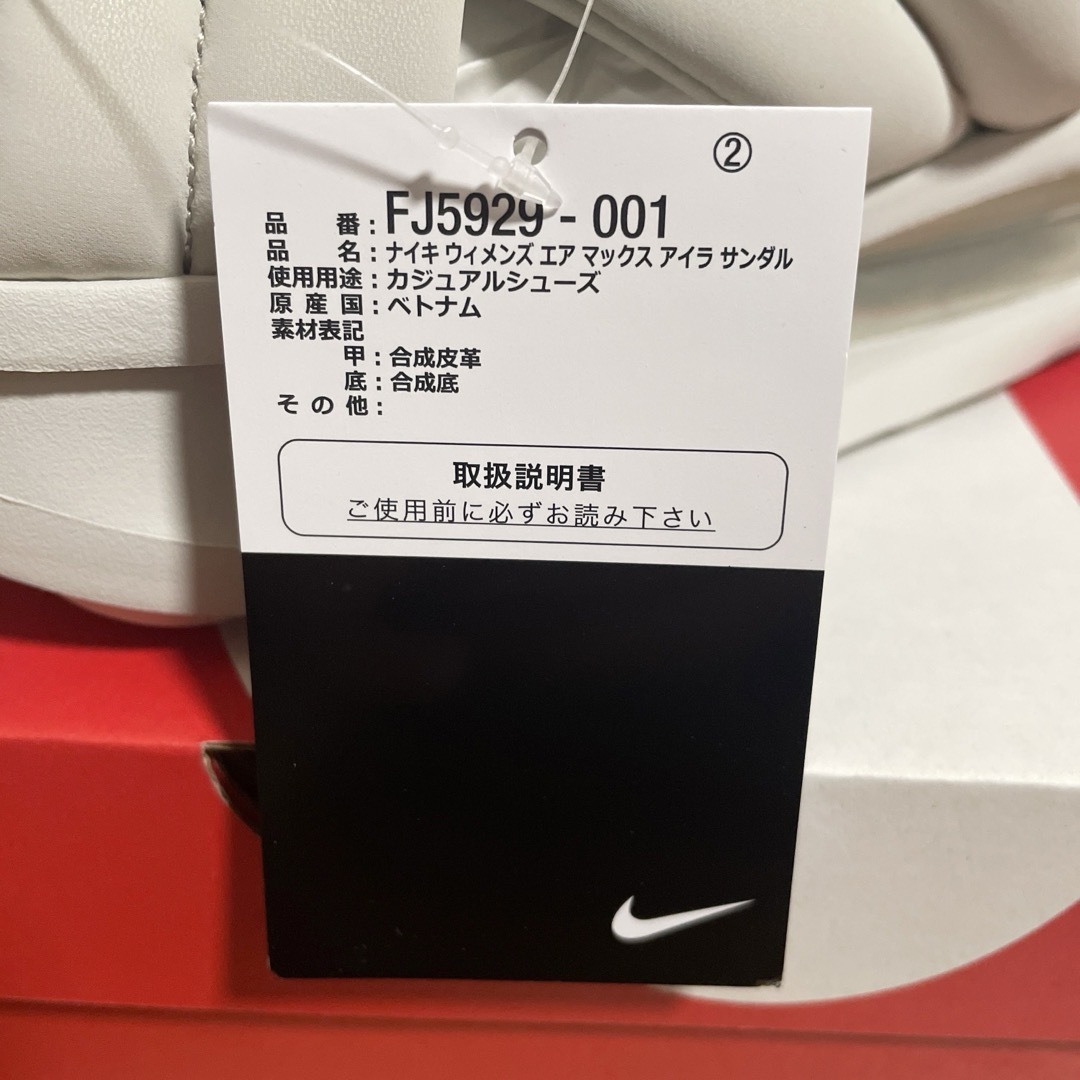 ②
品 番：FJ5929 - 001
品 名：ナイキ ウィメンズ エア マックス アイラ サンダル
使用用途：カジュアルシューズ
原 産 国：ベトナム
素材表記
甲：合成皮革
底：合成底
そ の 他：
取扱説明書
ご使用前に必ずお読み下さい